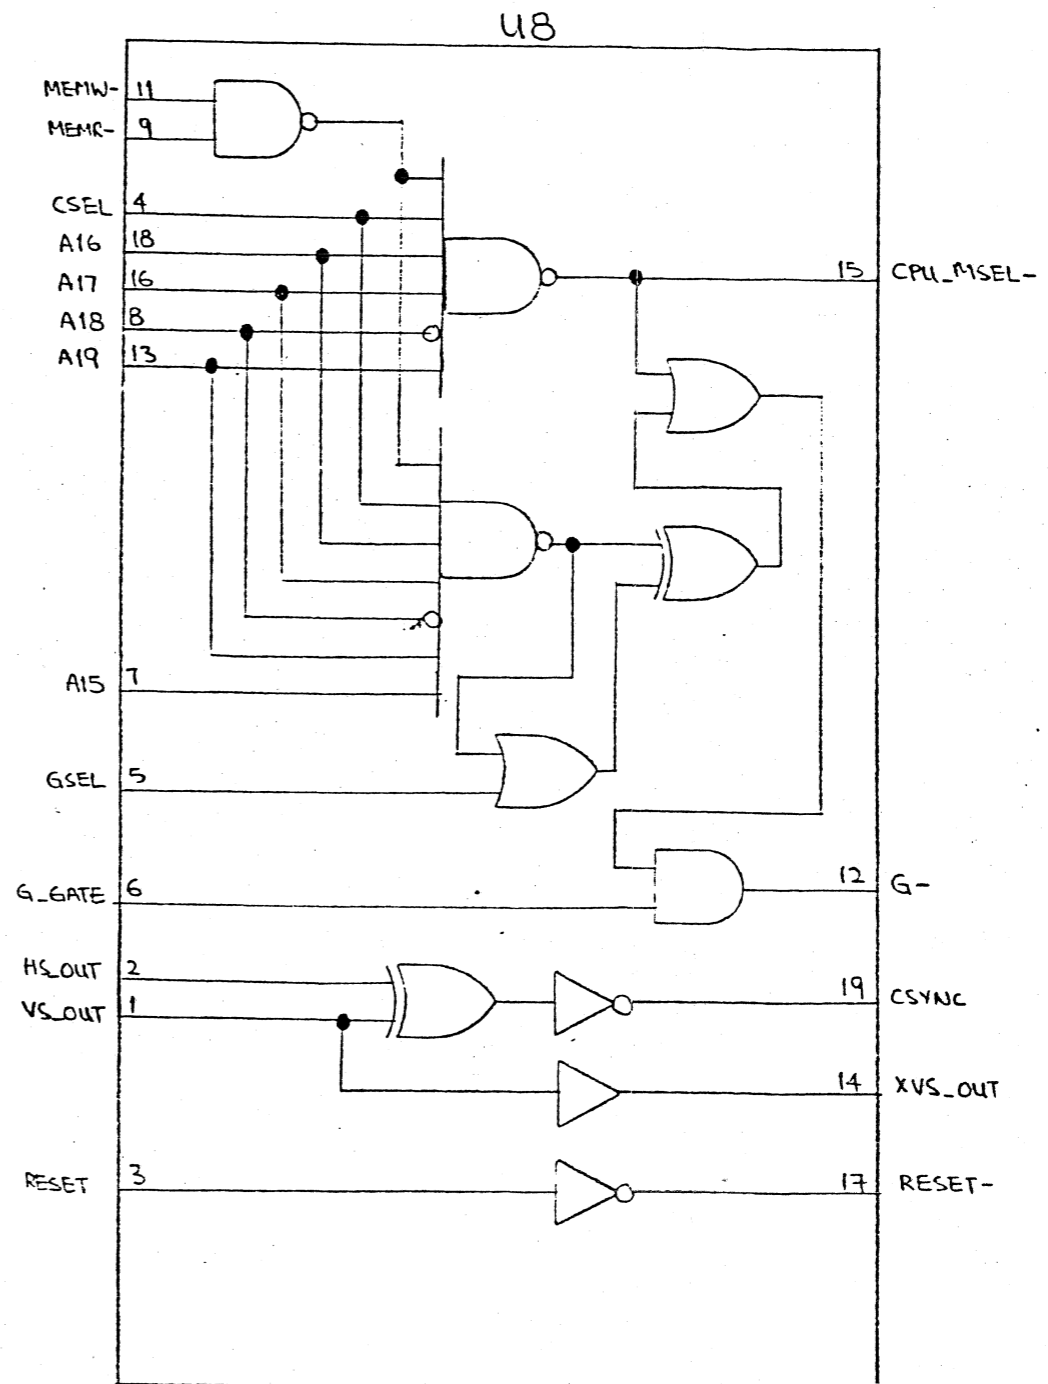 U8
MEMW- 11
MEMR- 9
CSEL 4
A16 18
A17 16
15 CPU_MSEL-
A18 8
A19 13
A15 7
GSEL 5
G_GATE 6
12 G-
HS_OUT 2
19 CSYNC
VS_OUT 1
14 XVS_OUT
RESET 3
17 RESET-